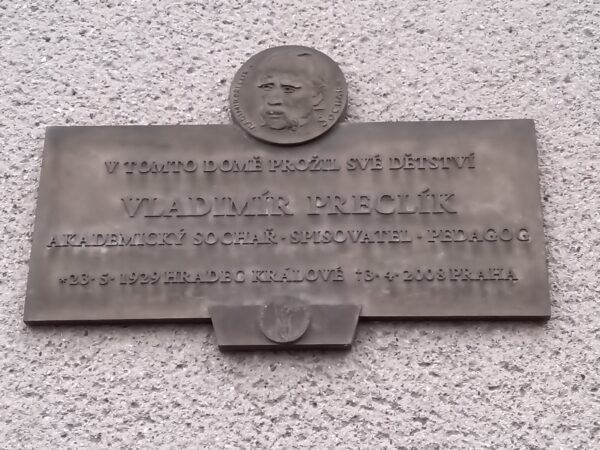 V TOMTO DOMĚ PROŽIL SVÉ DĚTSTVÍ
VLADIMÍR PRECLÍK
AKADEMICKÝ SOCHAŘ - SPISOVATEL - PEDAGOG
*23·5·1929 HRADEC KRÁLOVÉ †3·4·2008 PRAHA